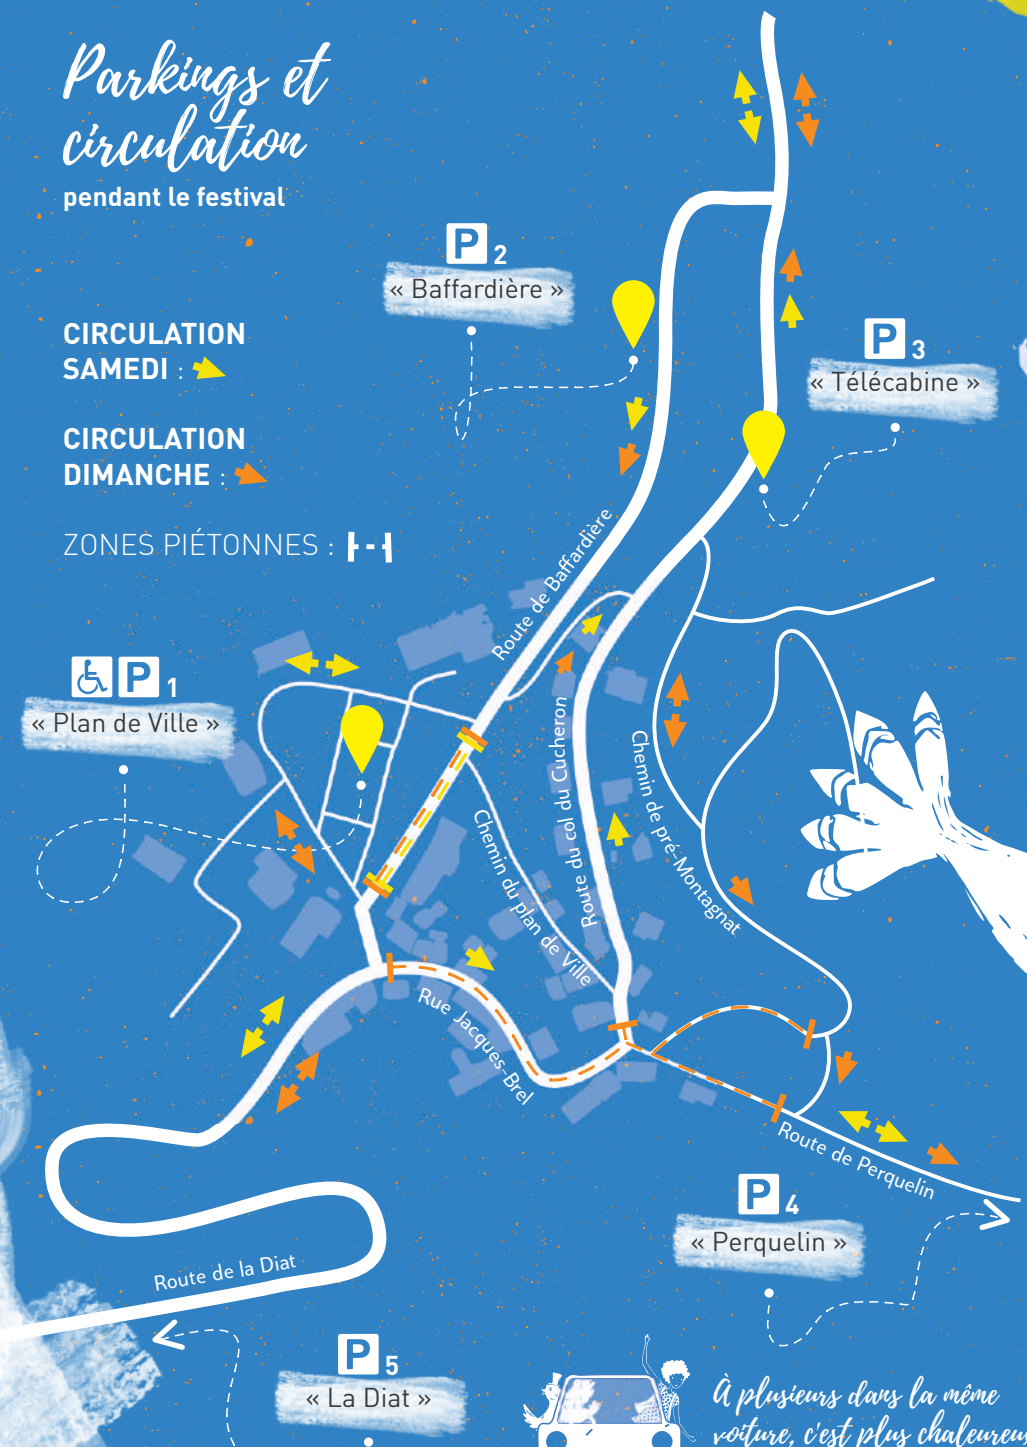 Parkings et
circulation
pendant le festival
P 2
« Baffardière »
CIRCULATION
SAMEDI :
P 3
« Télécabine »
CIRCULATION
DIMANCHE :
ZONES PIÉTONNES :
Route de Baffardière
P 1
« Plan de Ville »
Route du col du Cucheron
Chemin de pré-Montagnat
Chemin du plan de Ville
Rue Jacques-Brel
Route de Perquelin
P 4
« Perquelin »
Route de la Diat
P 5
« La Diat »
À plusieurs dans la même
voiture, c'est plus chaleureu